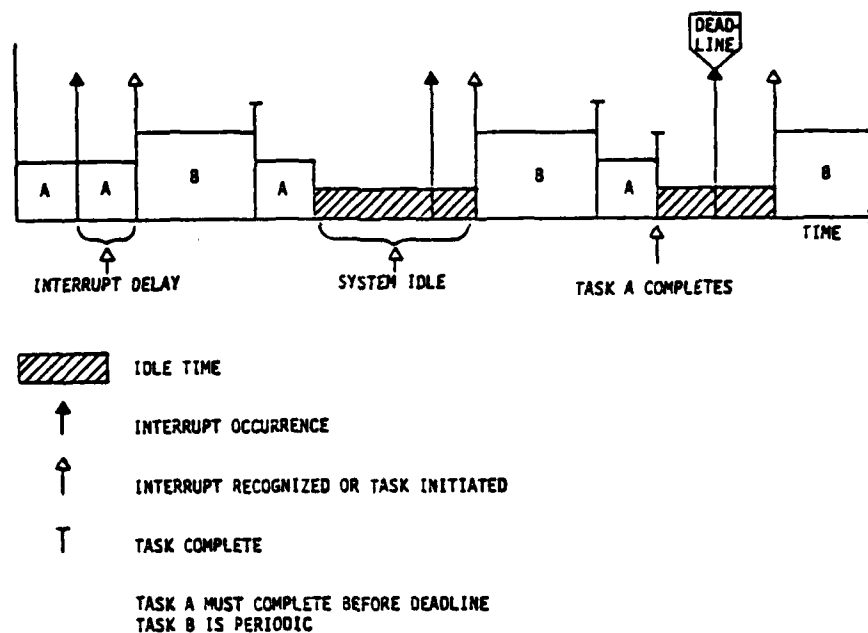 DEAD-
LINE
A
A
B
A
B
A
B
TIME
INTERRUPT DELAY
SYSTEM IDLE
TASK A COMPLETES
IDLE TIME
INTERRUPT OCCURRENCE
INTERRUPT RECOGNIZED OR TASK INITIATED
TASK COMPLETE
TASK A MUST COMPLETE BEFORE DEADLINE
TASK B IS PERIODIC